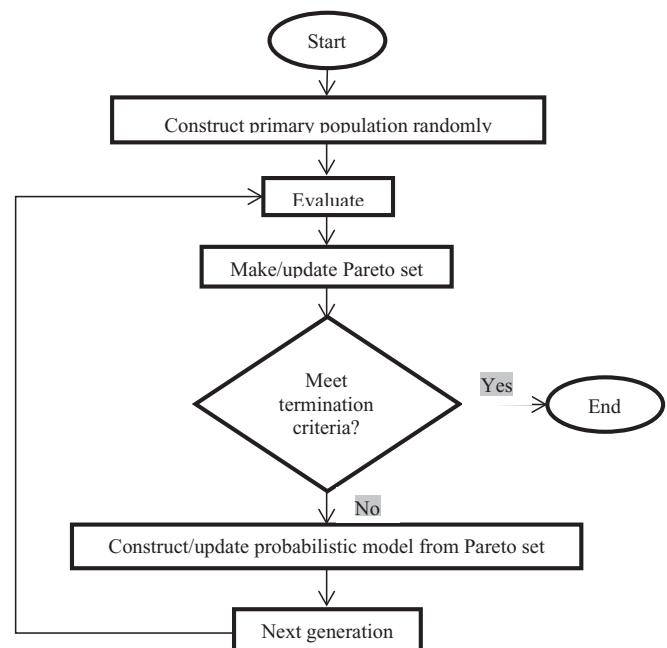 Start
Construct primary population randomly
Evaluate
Make/update Pareto set
Meet
termination
criteria?
Yes
End
No
Construct/update probabilistic model from Pareto set
Next generation